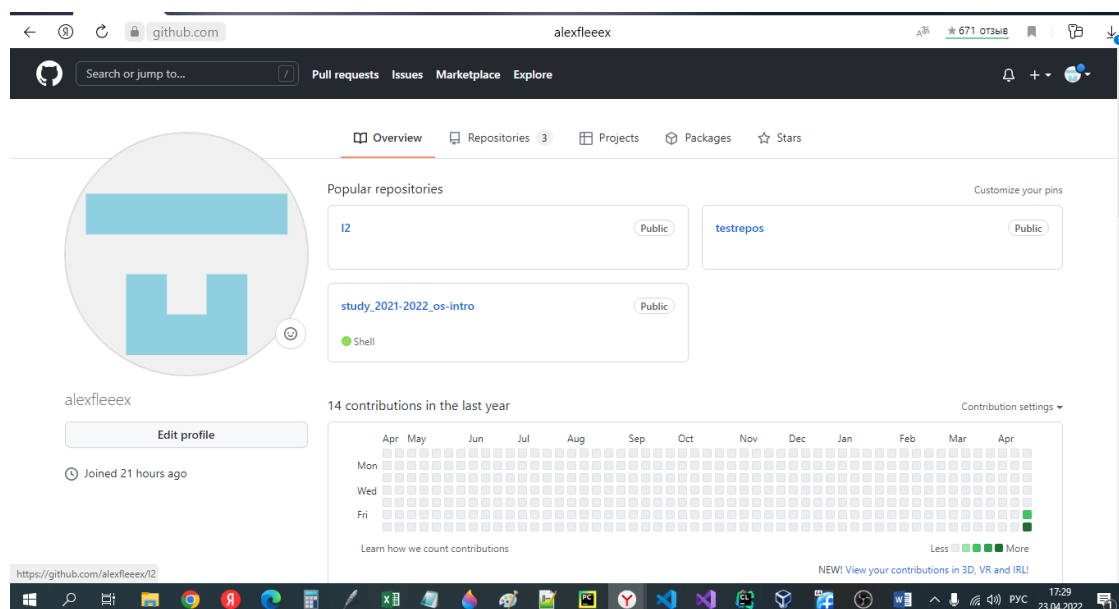 Я github.com alexfleeex 671 отзыв
Search or jump to... / Pull requests Issues Marketplace Explore
Overview Repositories 3 Projects Packages Stars
Popular repositories Customize your pins
l2 Public testrepos Public
study_2021-2022_os-intro Public
Shell
alexfleeex
Edit profile
Joined 21 hours ago
14 contributions in the last year Contribution settings
Apr May Jun Jul Aug Sep Oct Nov Dec Jan Feb Mar Apr
Mon
Wed
Fri
Learn how we count contributions Less More
NEW! View your contributions in 3D, VR and IRL!
https://github.com/alexfleeex/l2
РУС 17:29
23.04.2022